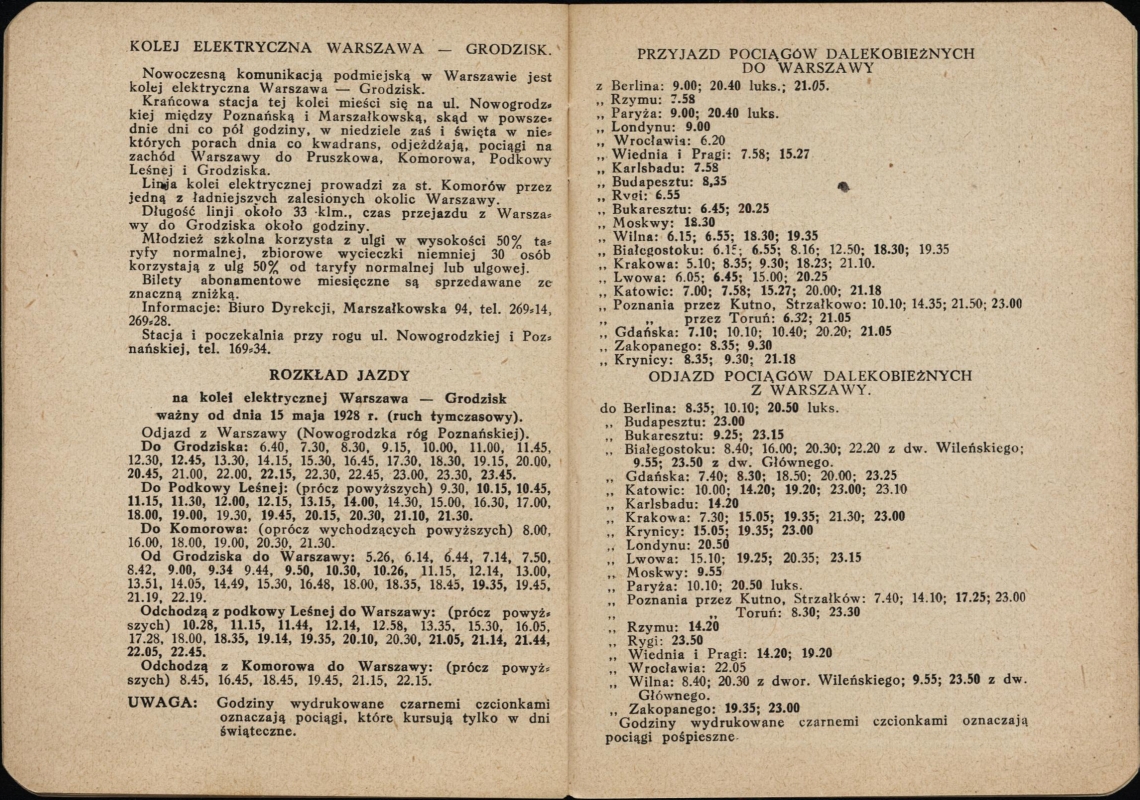 KOLEJ ELEKTRYCZNA WARSZAWA — GRODZISK.
Nowoczesną komunikacją podmiejską w Warszawie jest
kolej elektryczna Warszawa — Grodzisk.
Krańcowa stacja tej kolei mieści się na ul. Nowogrodz-
kiej między Poznańską i Marszałkowską, skąd w powsze-
dnie dni co pół godziny, w niedziele zaś i święta w nie-
których porach dnia co kwadrans, odjeżdżają, pociągi na
zachód Warszawy do Pruszkowa, Komorowa, Podkowy
Leśnej i Grodziska.
Linja kolei elektrycznej prowadzi za st. Komorów przez
jedną z ładniejszych zalesionych okolic Warszawy.
Długość linji około 33 klm., czas przejazdu z Warsza-
wy do Grodziska około godziny.
Młodzież szkolna korzysta z ulgi w wysokości 50% ta-
ryfy normalnej, zbiorowe wycieczki niemniej 30 osób
korzystają z ulg 50% od taryfy normalnej lub ulgowej.
Bilety abonamentowe miesięczne są sprzedawane ze
znaczną zniżką.
Informacje: Biuro Dyrekcji, Marszałkowska 94, tel. 269-14,
269-28.
Stacja i poczekalnia przy rogu ul. Nowogrodzkiej i Poz-
nańskiej, tel. 169-34.
ROZKŁAD JAZDY
na kolei elektrycznej Warszawa — Grodzisk
ważny od dnia 15 maja 1928 r. (ruch tymczasowy).
Odjazd z Warszawy (Nowogrodzka róg Poznańskiej).
Do Grodziska: 6.40, 7.30, 8.30, 9.15, 10.00, 11.00, 11.45,
12.30, 12.45, 13.30, 14.15, 15.30, 16.45, 17.30, 18.30, 19.15, 20.00,
20.45, 21.00, 22.00, 22.15, 22.30, 22.45, 23.00, 23.30, 23.45.
Do Podkowy Leśnej: (prócz powyższych) 9.30, 10.15, 10.45,
11.15, 11.30, 12.00, 12.15, 13.15, 14.00, 14.30, 15.00, 16.30, 17.00,
18.00, 19.00, 19.30, 19.45, 20.15, 20.30, 21.10, 21.30.
Do Komorowa: (oprócz wychodzących powyższych) 8.00,
16.00, 18.00, 19.00, 20.30, 21.30.
Od Grodziska do Warszawy: 5.26, 6.14, 6.44, 7.14, 7.50,
8.42, 9.00, 9.34 9.44, 9.50, 10.30, 10.26, 11.15, 12.14, 13.00,
13.51, 14.05, 14.49, 15.30, 16.48, 18.00, 18.35, 18.45, 19.35, 19.45,
21.19, 22.19.
Odchodzą z podkowy Leśnej do Warszawy: (prócz powyż-
szych) 10.28, 11.15, 11.44, 12.14, 12.58, 13.35, 15.30, 16.05,
17.28, 18.00, 18.35, 19.14, 19.35, 20.10, 20.30, 21.05, 21.14, 21.44,
22.05, 22.45.
Odchodzą z Komorowa do Warszawy: (prócz powyż-
szych) 8.45, 16.45, 18.45, 19.45, 21.15, 22.15.
UWAGA: Godziny wydrukowane czarnemi czcionkami
oznaczają pociągi, które kursują tylko w dni
świąteczne.
PRZYJAZD POCIĄGÓW DALEKOBIEŻNYCH
DO WARSZAWY
z Berlina: 9.00; 20.40 luks.; 21.05.
„ Rzymu: 7.58
„ Paryża: 9.00; 20.40 luks.
„ Londynu: 9.00
„ Wrocławia: 6.20
„ Wiednia i Pragi: 7.58; 15.27
„ Karlsbadu: 7.58
„ Budapesztu: 8,35
„ Rygi: 6.55
„ Bukaresztu: 6.45; 20.25
„ Moskwy: 18.30
„ Wilna: 6.15; 6.55; 18.30; 19.35
„ Białegostoku: 6.15; 6.55; 8.16; 12.50; 18.30; 19.35
„ Krakowa: 5.10; 8.35; 9.30; 18.23; 21.10.
„ Lwowa: 6.05; 6.45; 15.00; 20.25
„ Katowic: 7.00; 7.58; 15.27; 20.00; 21.18
„ Poznania przez Kutno, Strzałkowo: 10.10; 14.35; 21.50; 23.00
„ „ przez Toruń: 6.32; 21.05
„ Gdańska: 7.10; 10.10; 10.40; 20.20; 21.05
„ Zakopanego: 8.35; 9.30
„ Krynicy: 8.35; 9.30; 21.18
ODJAZD POCIĄGÓW DALEKOBIEŻNYCH
Z WARSZAWY.
do Berlina: 8.35; 10.10; 20.50 luks.
„ Budapesztu: 23.00
„ Bukaresztu: 9.25; 23.15
„ Białegostoku: 8.40; 16.00; 20.30; 22.20 z dw. Wileńskiego;
9.55; 23.50 z dw. Głównego.
„ Gdańska: 7.40; 8.30; 18.50; 20.00; 23.25
„ Katowic: 10.00; 14.20; 19.20; 23.00; 23.10
„ Karlsbadu: 14.20
„ Krakowa: 7.30; 15.05; 19.35; 21.30; 23.00
„ Krynicy: 15.05; 19.35; 23.00
„ Londynu: 20.50
„ Lwowa: 15.10; 19.25; 20.35; 23.15
„ Moskwy: 9.55
„ Paryża: 10.10; 20.50 luks.
„ Poznania przez Kutno, Strzałków: 7.40; 14.10; 17.25; 23.00
„ „ Toruń: 8.30; 23.30
„ Rzymu: 14.20
„ Rygi: 23.50
„ Wiednia i Pragi: 14.20; 19.20
„ Wrocławia: 22.05
„ Wilna: 8.40; 20.30 z dwor. Wileńskiego; 9.55; 23.50 z dw.
Głównego.
„ Zakopanego: 19.35; 23.00
Godziny wydrukowane czarnemi czcionkami oznaczają
pociągi pośpieszne